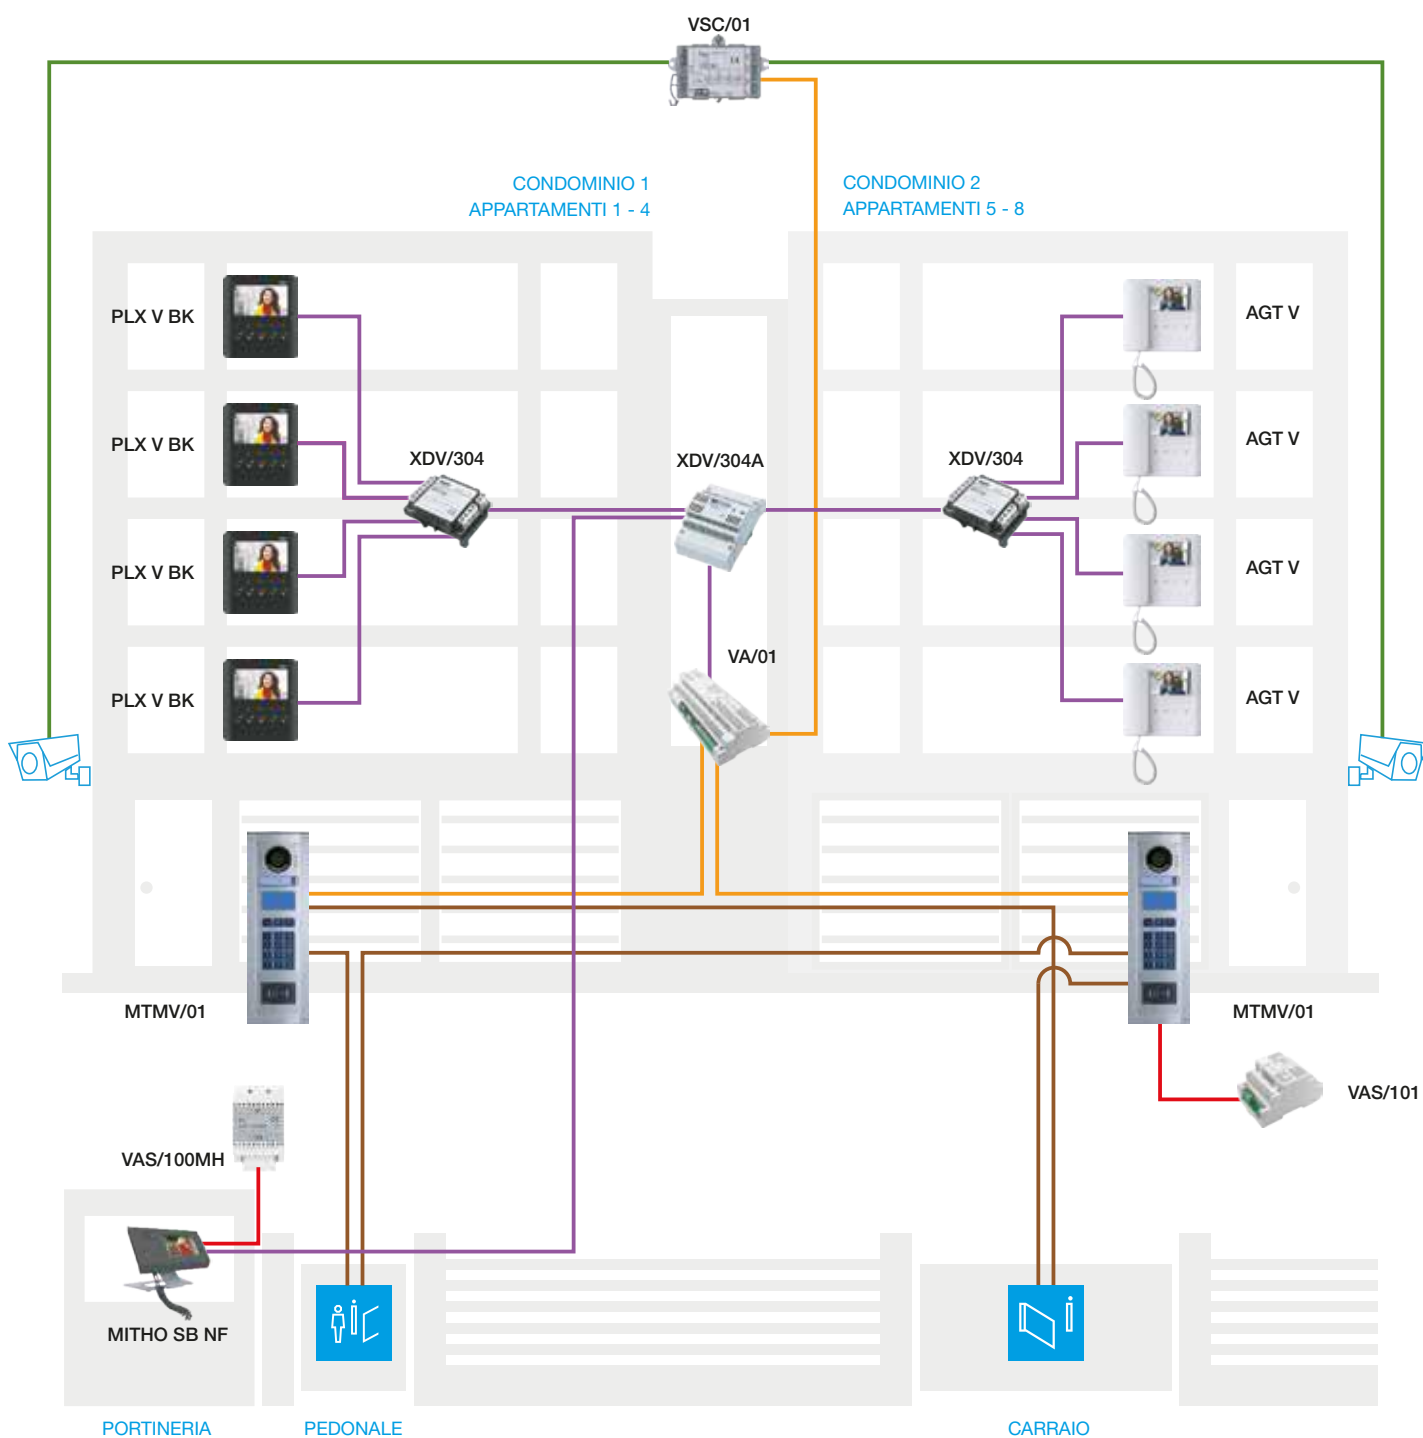 VSC/01
CONDOMINIO 1
APPARTAMENTI 1 - 4
CONDOMINIO 2
APPARTAMENTI 5 - 8
PLX V BK
AGT V
PLX V BK
XDV/304
XDV/304A
XDV/304
AGT V
PLX V BK
AGT V
VA/01
PLX V BK
AGT V
MTMV/01
MTMV/01
VAS/101
VAS/100MH
MITHO SB NF
PORTINERIA
PEDONALE
CARRAIO